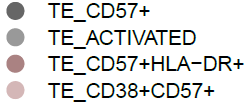 TE_CD57+
TE_ACTIVATED
TE_CD57+HLA−DR+
TE_CD38+CD57+